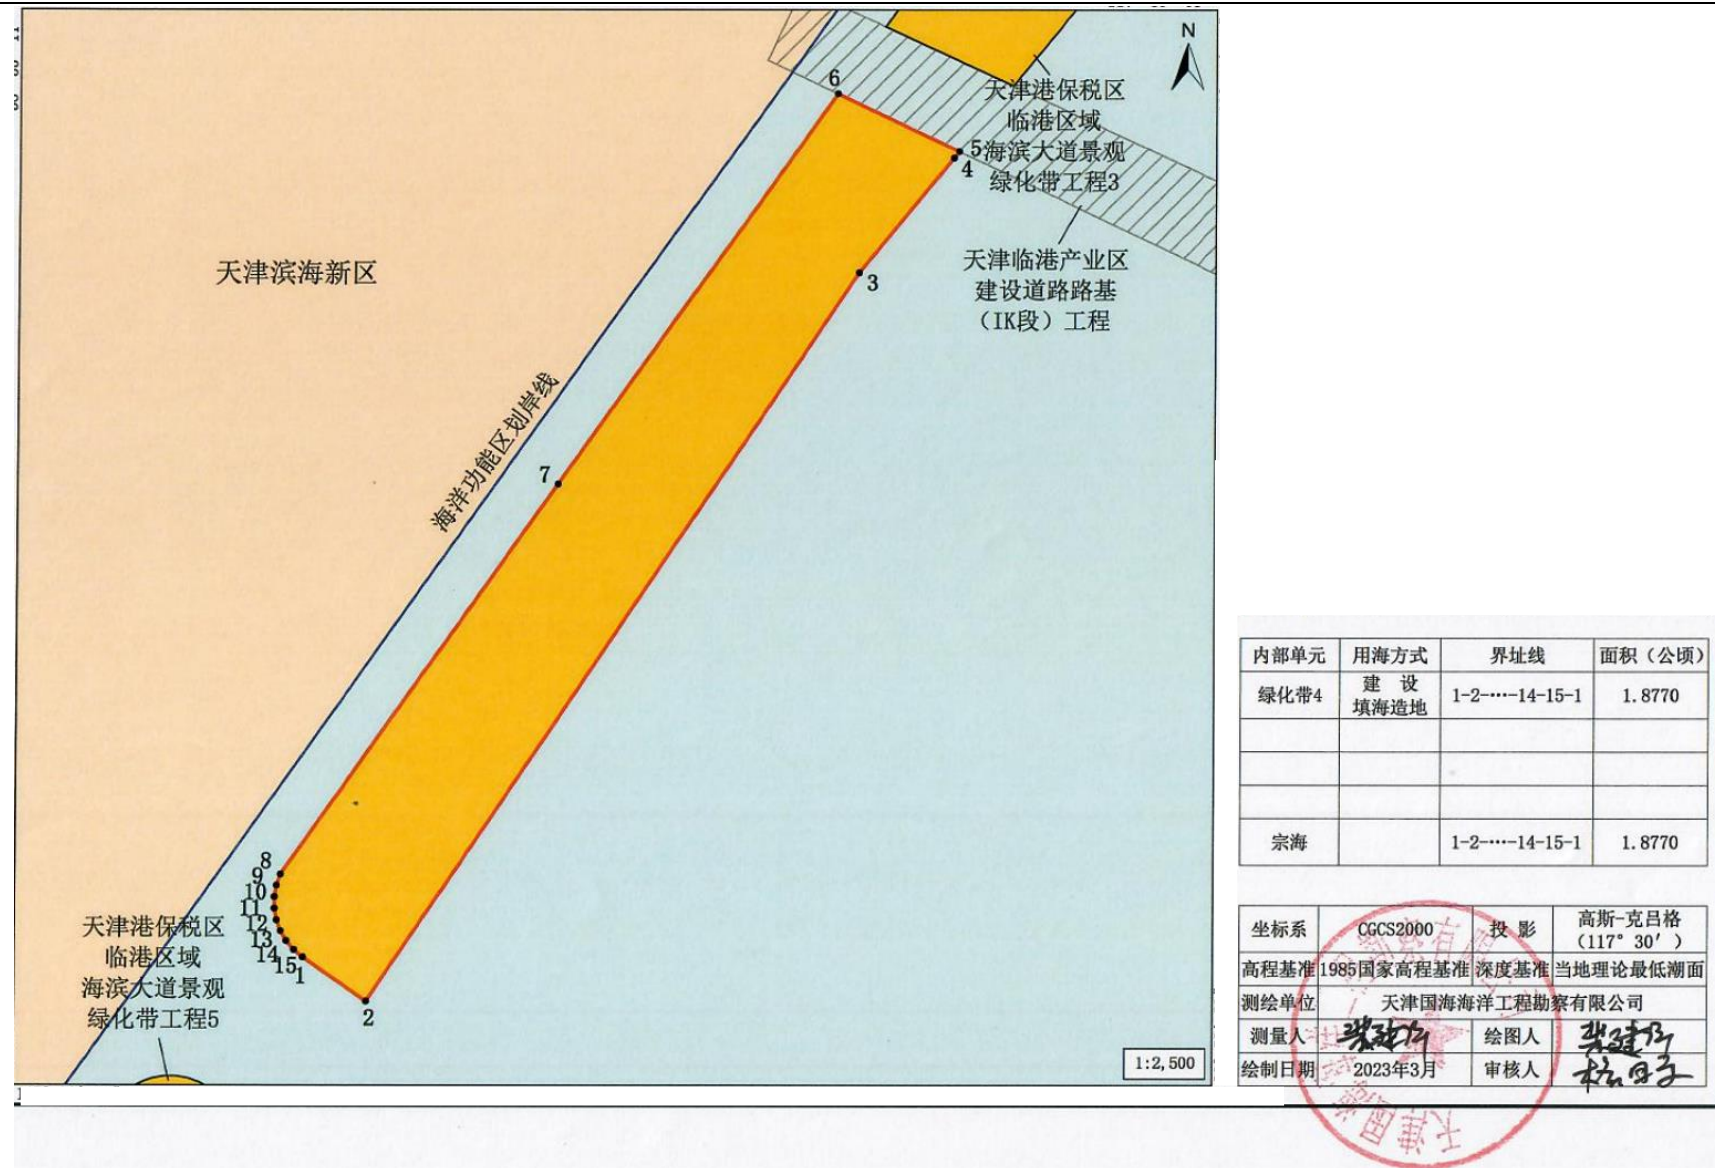 N
6
天津港保税区
临港区域
5海滨大道景观
4
绿化带工程3
天津滨海新区
天津临港产业区
建设道路路基
（IK段）工程
3
海洋功能区划岸线
7
8
9
10
11
12
13
14
15
1
2
天津港保税区
临港区域
海滨大道景观
绿化带工程5
1:2,500
内部单元 用海方式 界址线 面积（公顷）
绿化带4 建 设 填海造地 1-2-…-14-15-1 1.8770
宗海 1-2-…-14-15-1 1.8770
坐标系 CGCS2000 投 影 高斯-克吕格（117° 30′）
高程基准 1985国家高程基准 深度基准 当地理论最低潮面
测绘单位 天津国海海洋工程勘察有限公司
测量人 绘图人
绘制日期 2023年3月 审核人